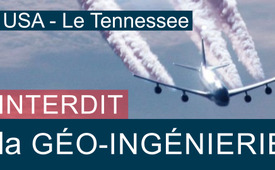 USA - Le Tennessee
INTERDIT
la GÉO-INGÉNIERIE